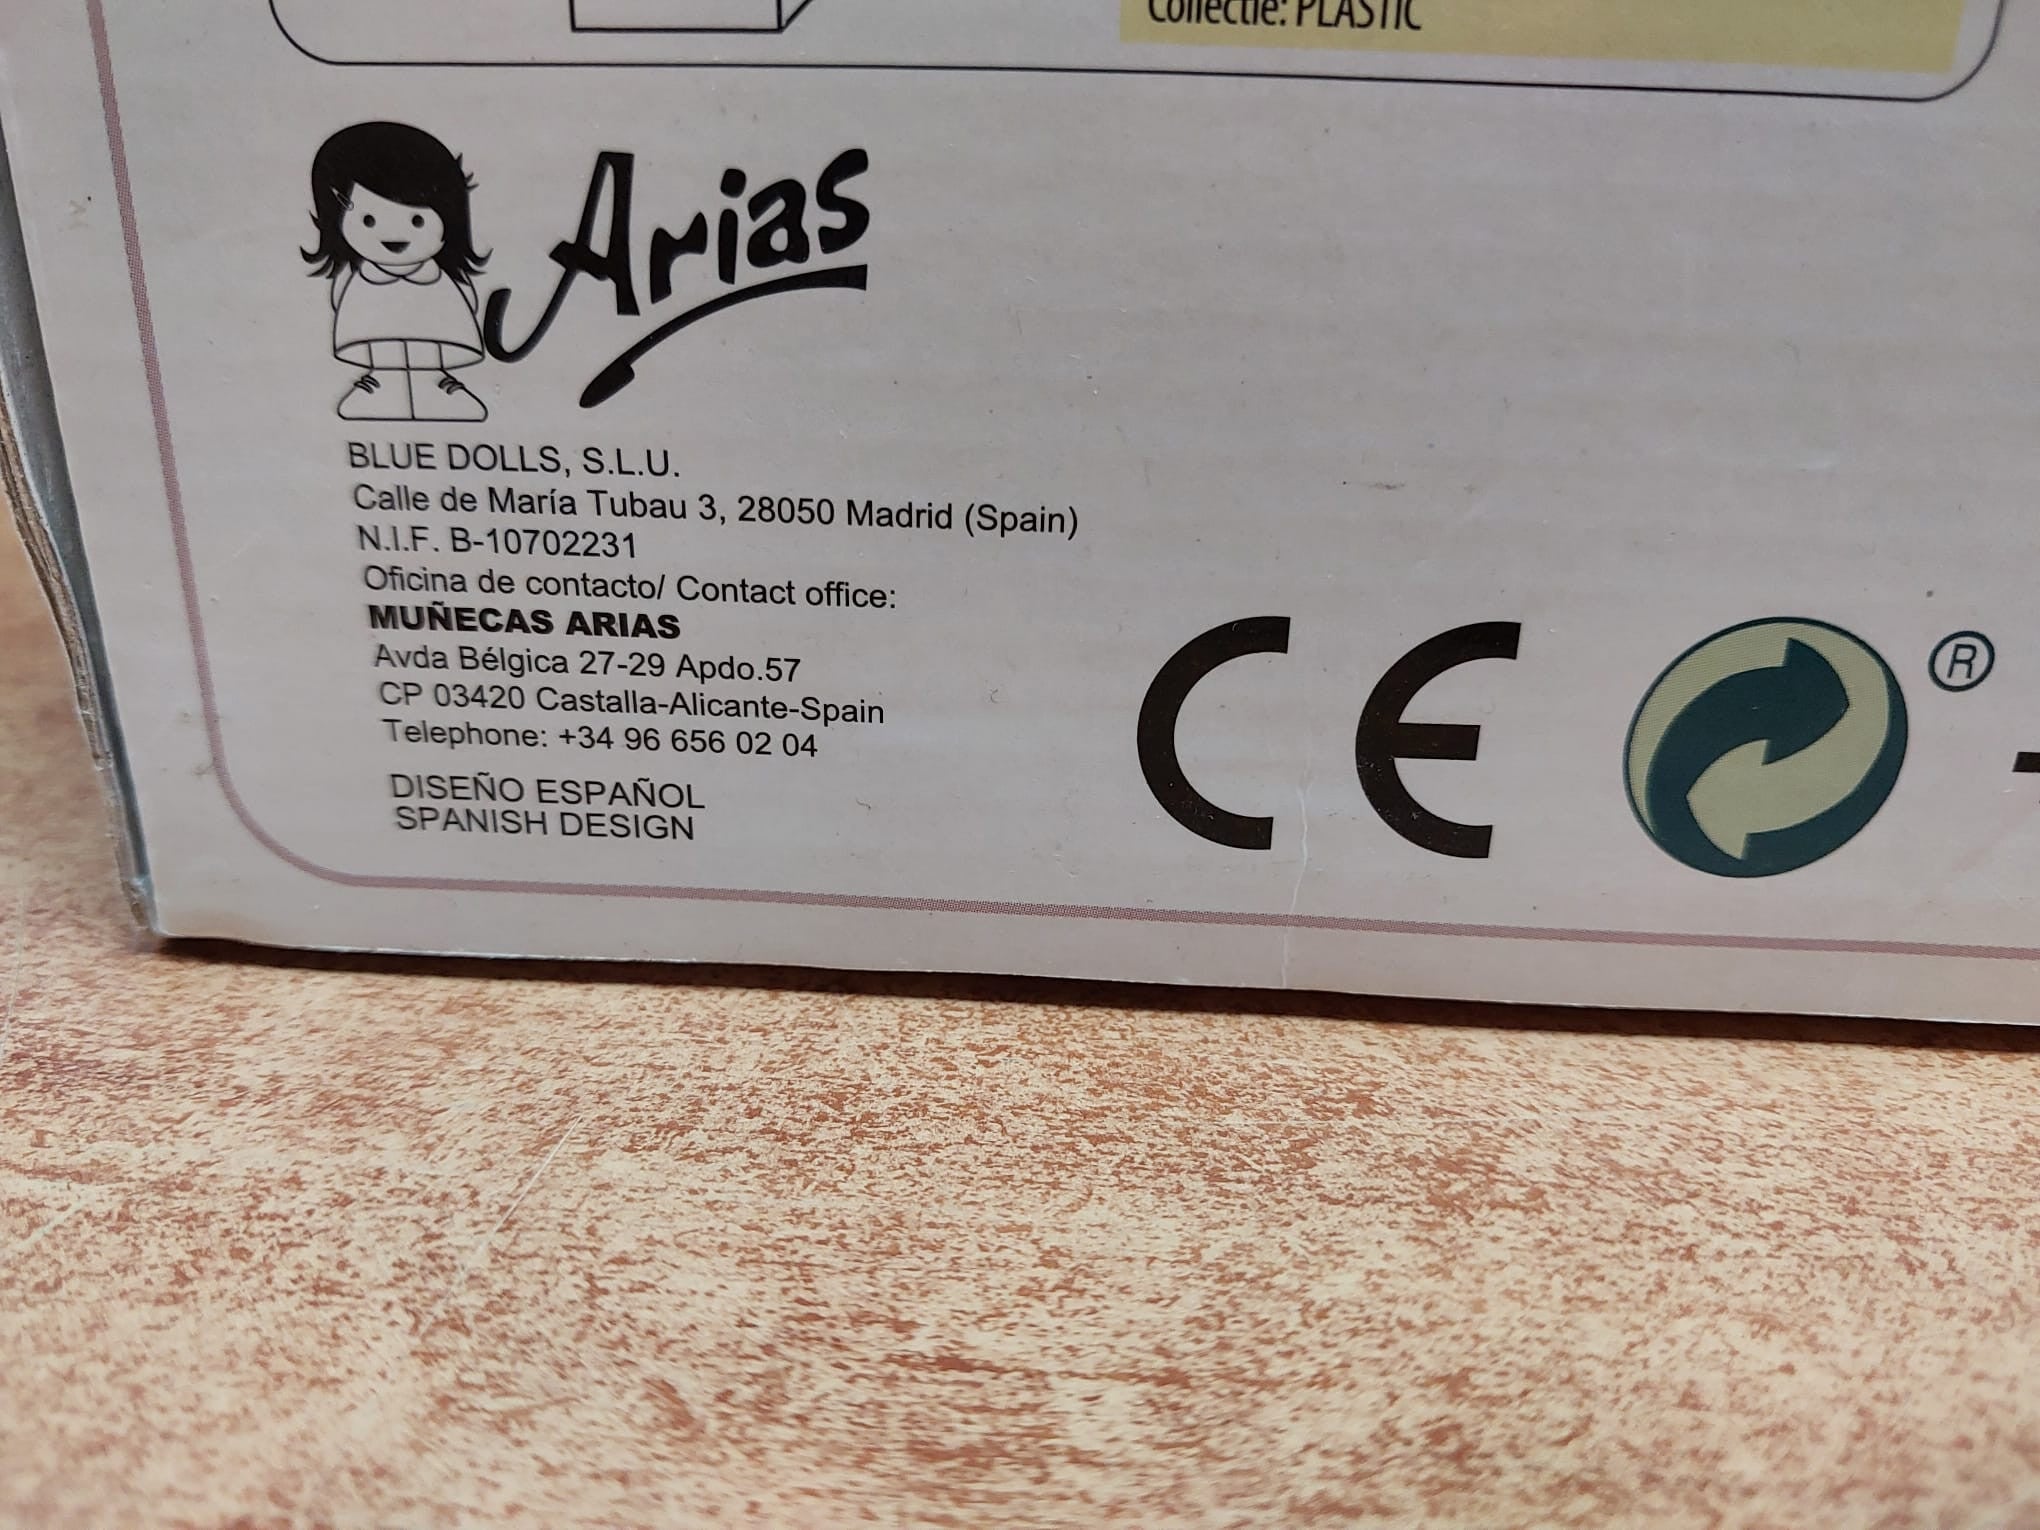 Collectie: PLASTIC
Arias
BLUE DOLLS, S.L.U.
Calle de María Tubau 3, 28050 Madrid (Spain)
N.I.F. B-10702231
Oficina de contacto/ Contact office:
MUÑECAS ARIAS
Avda Bélgica 27-29 Apdo.57
CP 03420 Castalla-Alicante-Spain
Telephone: +34 96 656 02 04
DISEÑO ESPAÑOL
SPANISH DESIGN
CE
®